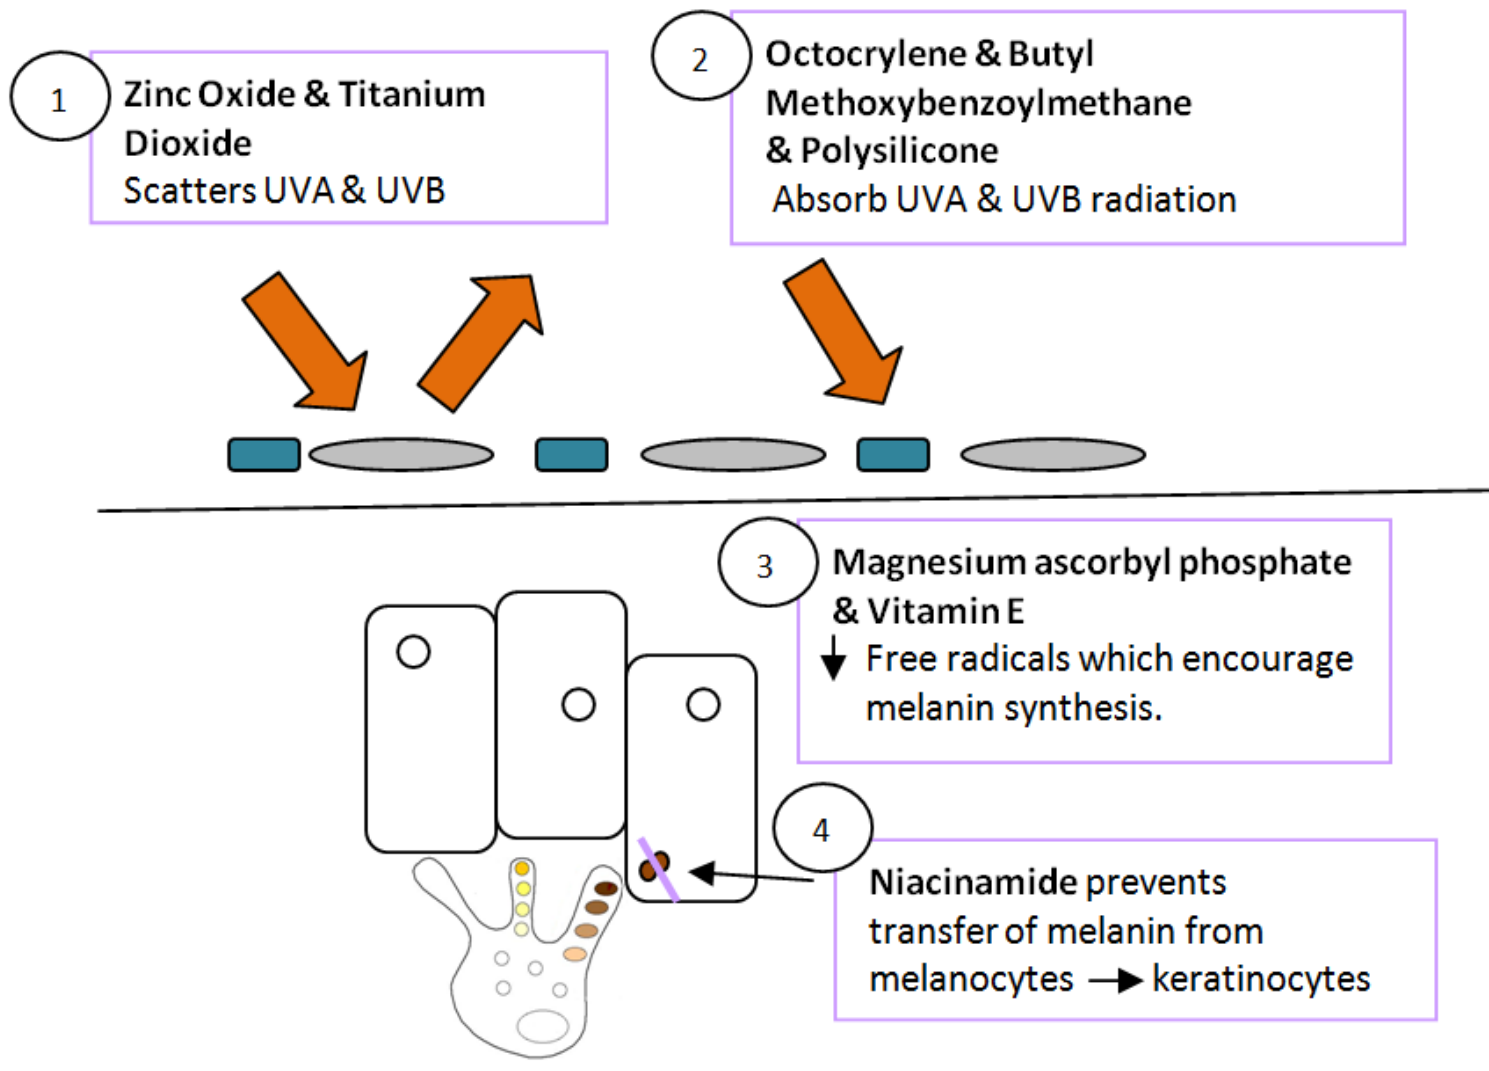 1
Zinc Oxide & Titanium
Dioxide
Scatters UVA & UVB
2
Octocrylene & Butyl
Methoxybenzoylmethane
& Polysilicone
Absorb UVA & UVB radiation
3
Magnesium ascorbyl phosphate
& Vitamin E
↓ Free radicals which encourage
melanin synthesis.
4
Niacinamide prevents
transfer of melanin from
melanocytes → keratinocytes